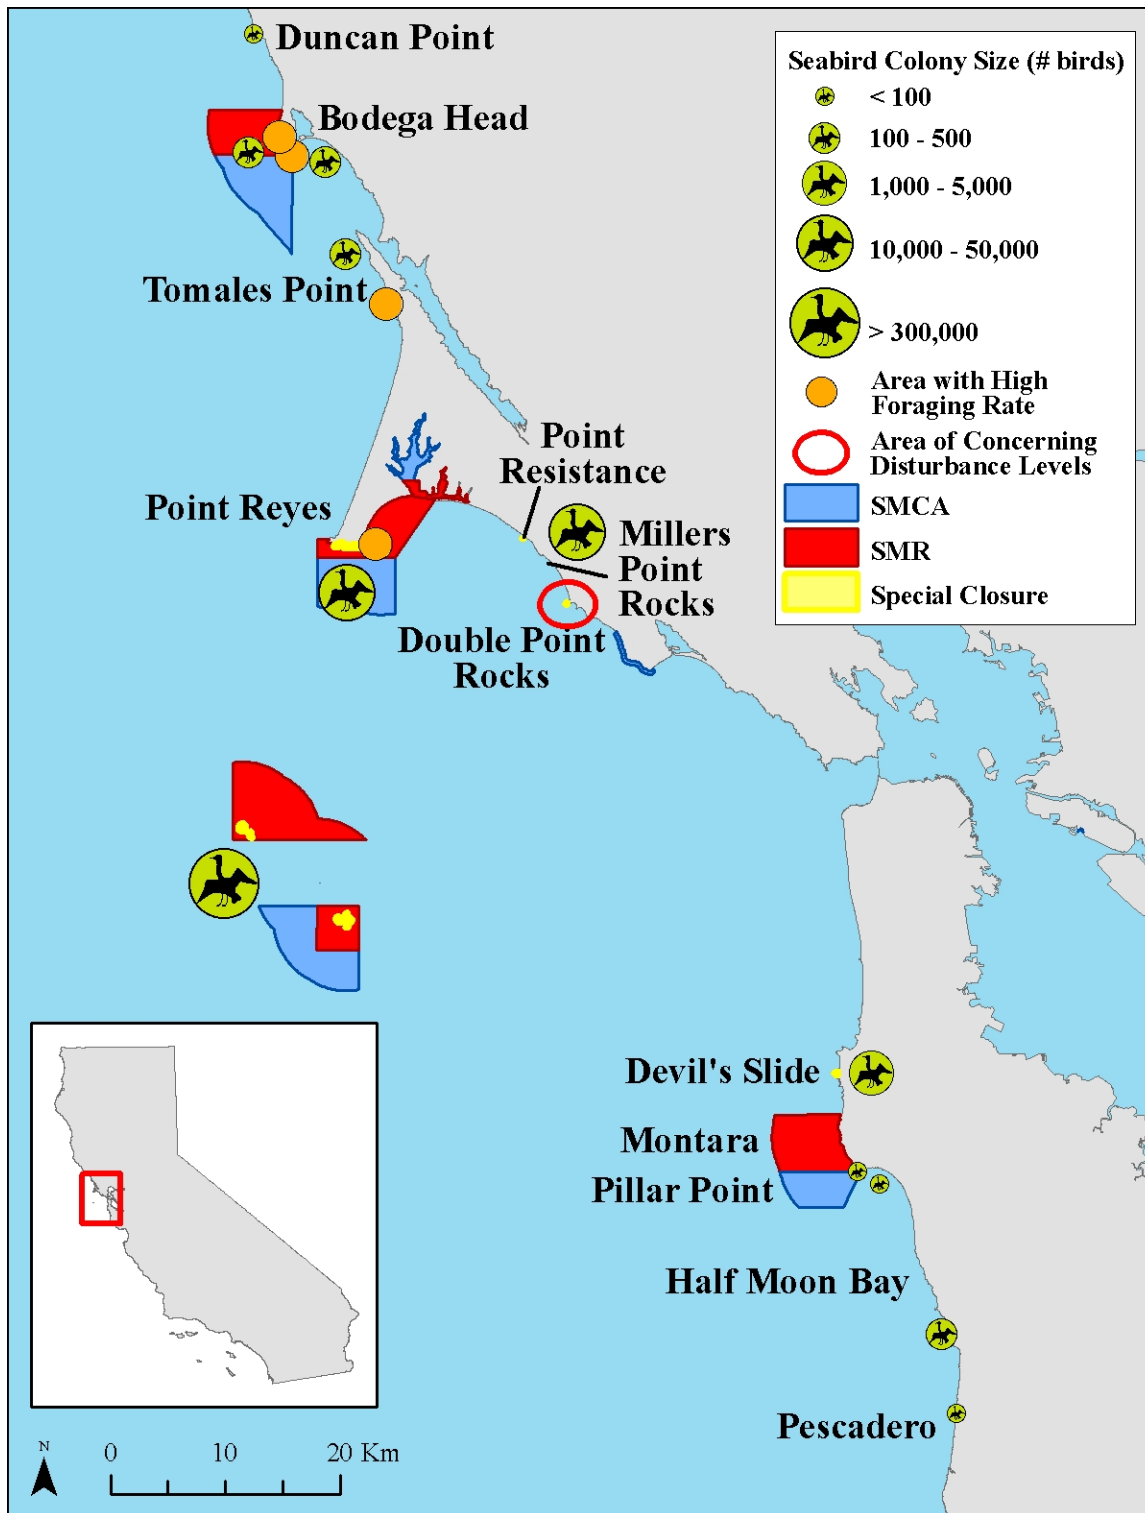 Duncan Point
Bodega Head
Tomales Point
Point
Resistance
Point Reyes
Millers
Point
Rocks
Double Point
Rocks
Devil's Slide
Montara
Pillar Point
Half Moon Bay
Pescadero
Seabird Colony Size (# birds)
< 100
100 - 500
1,000 - 5,000
10,000 - 50,000
> 300,000
Area with High
Foraging Rate
Area of Concerning
Disturbance Levels
SMCA
SMR
Special Closure
N
0 10 20 Km